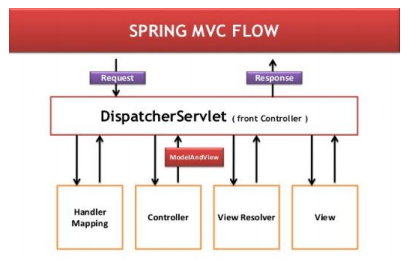 SPRING MVC FLOW
Request
Response
DispatcherServlet ( front Controller )
ModelAndView
Handler
Mapping
Controller
View Resolver
View